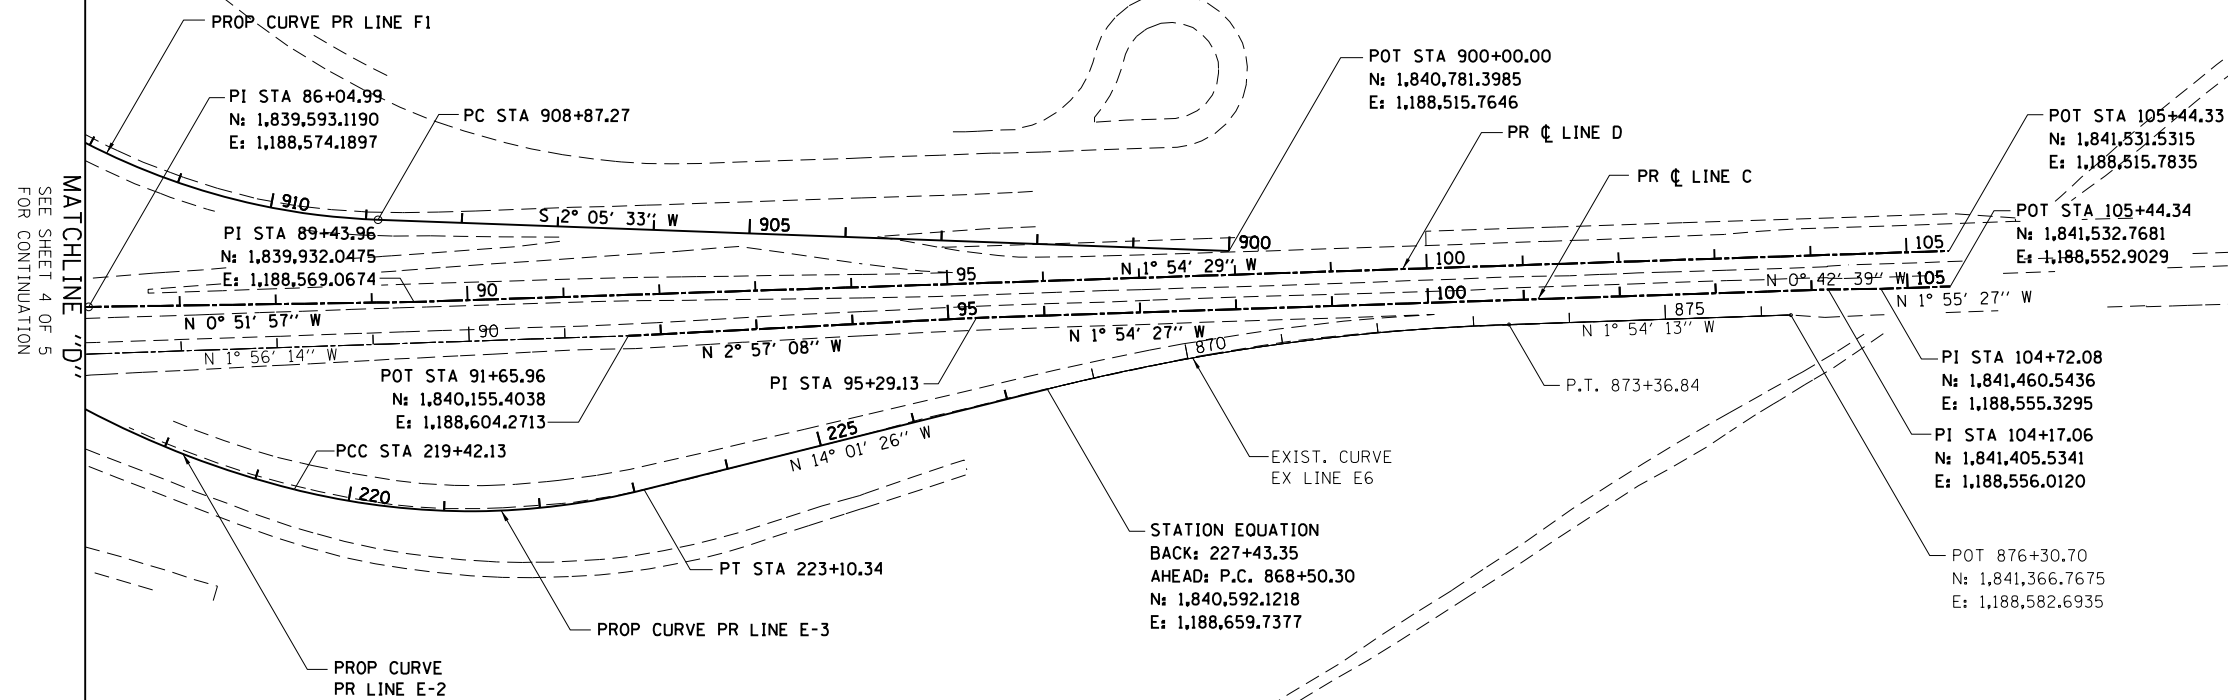 PROP CURVE PR LINE F1
PI STA 86+04.99
N: 1,839,593.1190
E: 1,188,574.1897
PC STA 908+87.27
POT STA 900+00.00
N: 1,840,781.3985
E: 1,188,515.7646
PR ℄ LINE D
PR ℄ LINE C
POT STA 105+44.33
N: 1,841,531.5315
E: 1,188,515.7835
POT STA 105+44.34
N: 1,841,532.7681
E: 1,188,552.9029
MATCHLINE "D"
SEE SHEET 4 OF 5
FOR CONTINUATION
910
S 2° 05' 33" W
905
900
PI STA 89+43.96
N: 1,839,932.0475
E: 1,188,569.0674
90
95
N 1° 54' 29" W
100
105
N 0° 51' 57" W
90
95
100
N 0° 42' 39" W
105
N 1° 55' 27" W
N 1° 56' 14" W
N 2° 57' 08" W
N 1° 54' 27" W
870
N 1° 54' 13" W
875
POT STA 91+65.96
N: 1,840,155.4038
E: 1,188,604.2713
PI STA 95+29.13
P.T. 873+36.84
PI STA 104+72.08
N: 1,841,460.5436
E: 1,188,555.3295
PI STA 104+17.06
N: 1,841,405.5341
E: 1,188,556.0120
PCC STA 219+42.13
220
225
N 14° 01' 26" W
EXIST. CURVE
EX LINE E6
STATION EQUATION
BACK: 227+43.35
AHEAD: P.C. 868+50.30
N: 1,840,592.1218
E: 1,188,659.7377
POT 876+30.70
N: 1,841,366.7675
E: 1,188,582.6935
PT STA 223+10.34
PROP CURVE PR LINE E-3
PROP CURVE
PR LINE E-2